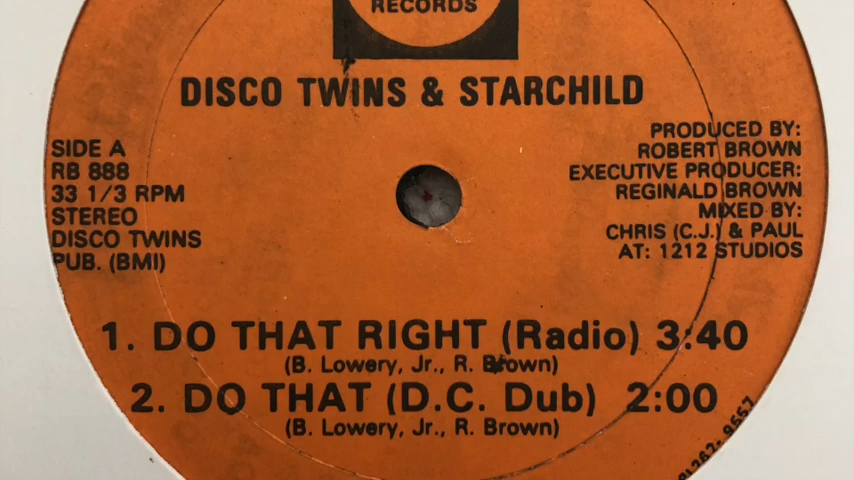 RECORDS
DISCO TWINS & STARCHILD
SIDE A
RB 888
33 1/3 RPM
STEREO
DISCO TWINS
PUB. (BMI)
PRODUCED BY:
ROBERT BROWN
EXECUTIVE PRODUCER:
REGINALD BROWN
MIXED BY:
CHRIS (C.J.) & PAUL
AT: 1212 STUDIOS
1. DO THAT RIGHT (Radio) 3:40
(B. Lowery, Jr., R. Brown)
2. DO THAT (D.C. Dub) 2:00
(B. Lowery, Jr., R. Brown)